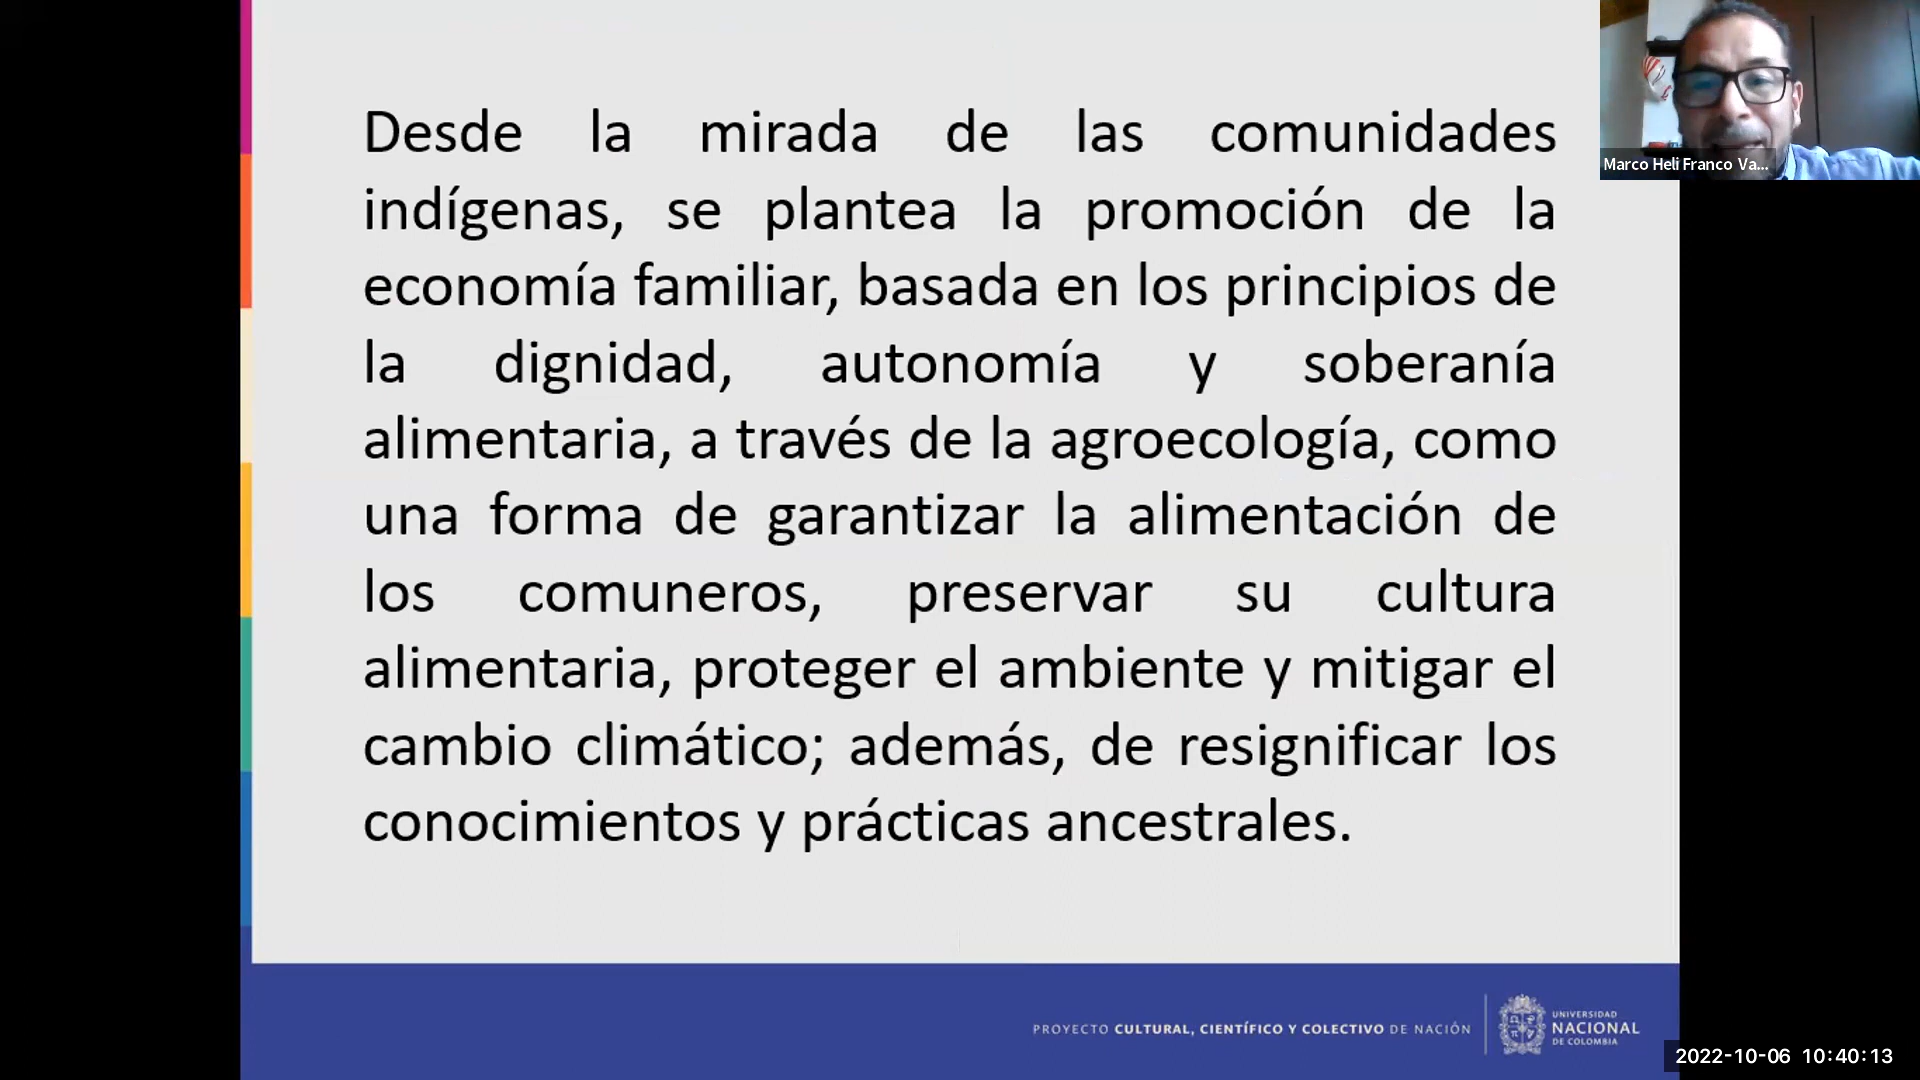 Desde la mirada de las comunidades
indígenas, se plantea la promoción de la
economía familiar, basada en los principios de
la dignidad, autonomía y soberanía
alimentaria, a través de la agroecología, como
una forma de garantizar la alimentación de
los comuneros, preservar su cultura
alimentaria, proteger el ambiente y mitigar el
cambio climático; además, de resignificar los
conocimientos y prácticas ancestrales.
Marco Heli Franco Va...
PROYECTO CULTURAL, CIENTÍFICO Y COLECTIVO DE NACIÓN
UNIVERSIDAD
NACIONAL
DE COLOMBIA
2022-10-06 10:40:13